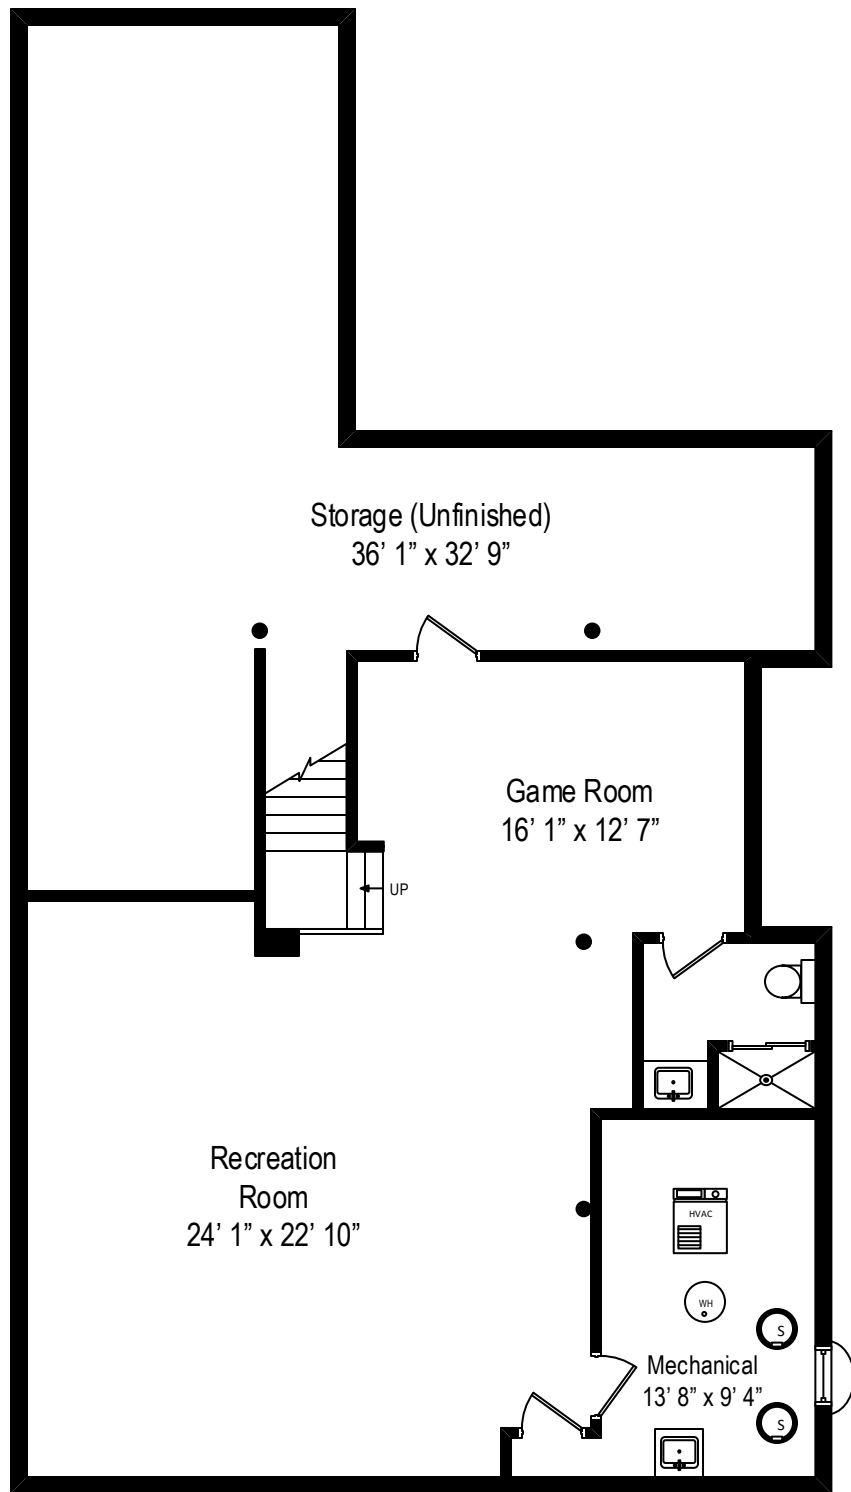 Storage (Unfinished)
36’ 1” x 32’ 9”
Game Room
16’ 1” x 12’ 7”
UP
Recreation
Room
24’ 1” x 22’ 10”
HVAC
WH
S
Mechanical
13’ 8” x 9’ 4”
S